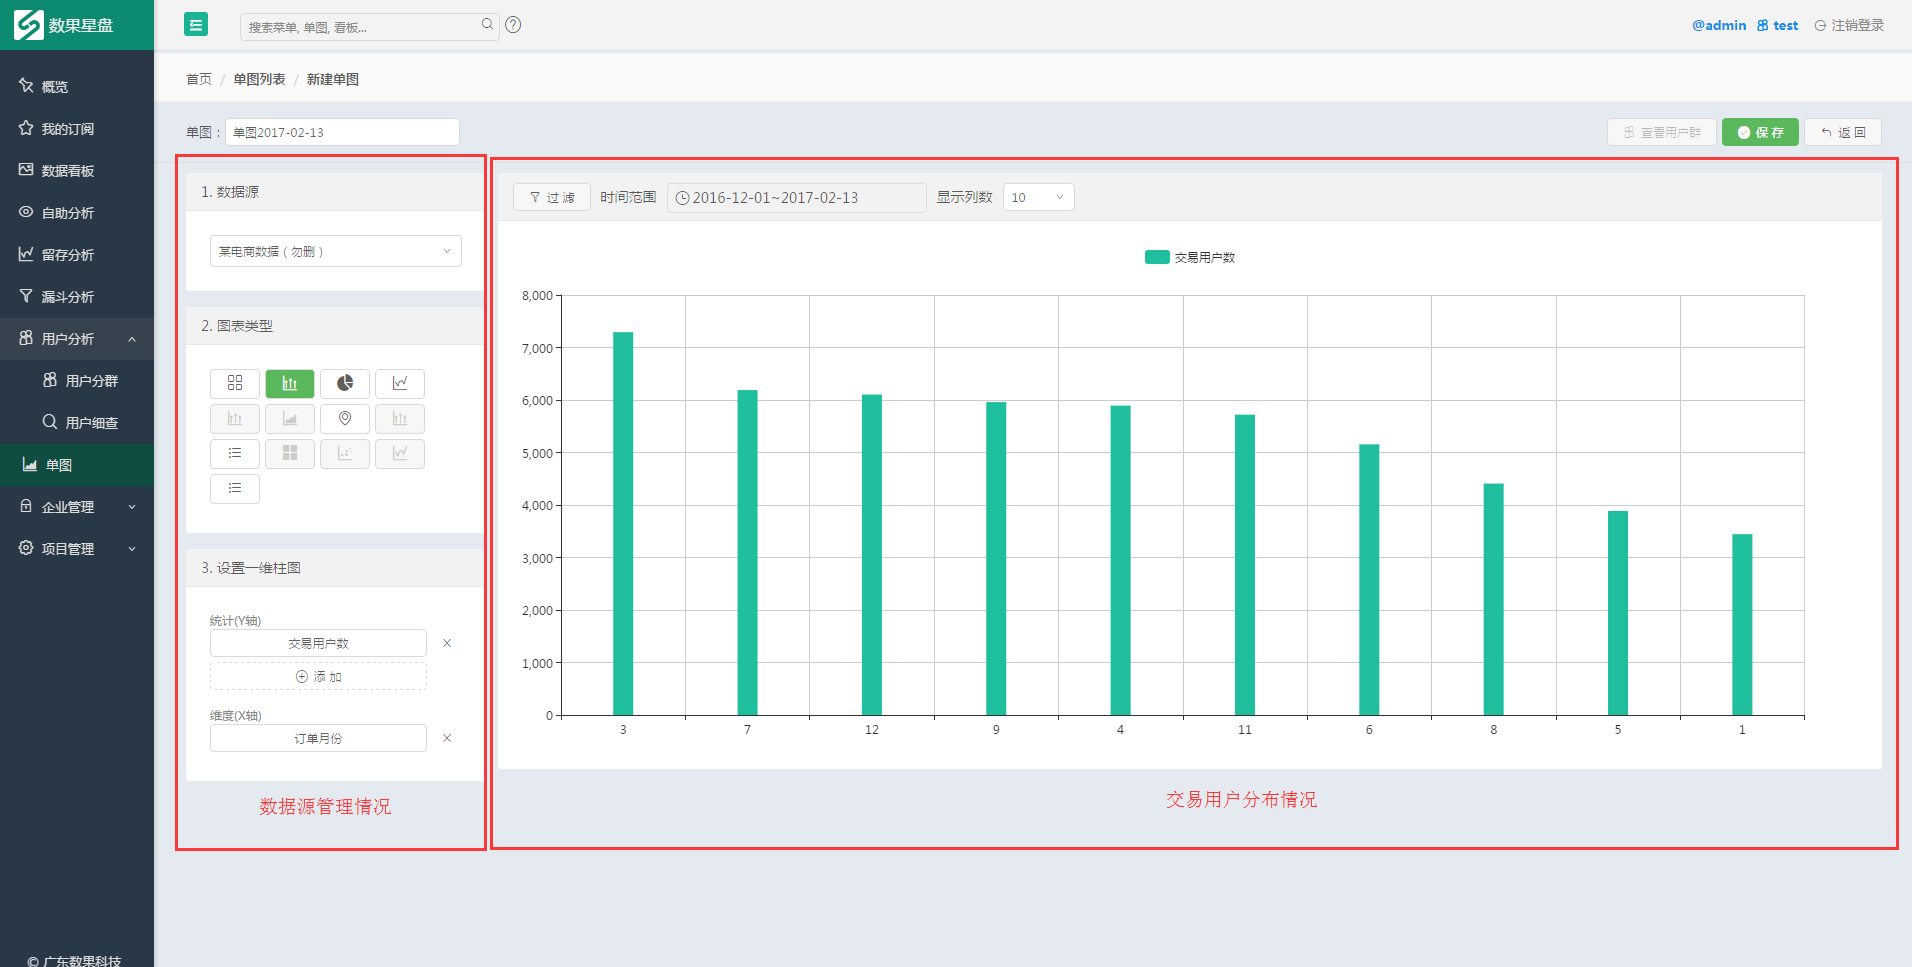 数果星盘
搜索菜单, 单图, 看板...
@admin test 注销登录
首页 / 单图列表 / 新建单图
概览
我的订阅
数据看板
自助分析
留存分析
漏斗分析
用户分析
用户分群
用户细查
单图
企业管理
项目管理
© 广东数果科技
单图 : 单图2017-02-13
查看用户群 保 存 返 回
1. 数据源
某电商数据 ( 勿删 )
2. 图表类型
3. 设置一维柱图
统计(Y轴)
交易用户数
添 加
维度(X轴)
订单月份
数据源管理情况
过 滤 时间范围 2016-12-01~2017-02-13 显示列数 10
交易用户数
8,000
7,000
6,000
5,000
4,000
3,000
2,000
1,000
0
3 7 12 9 4 11 6 8 5 1
交易用户分布情况